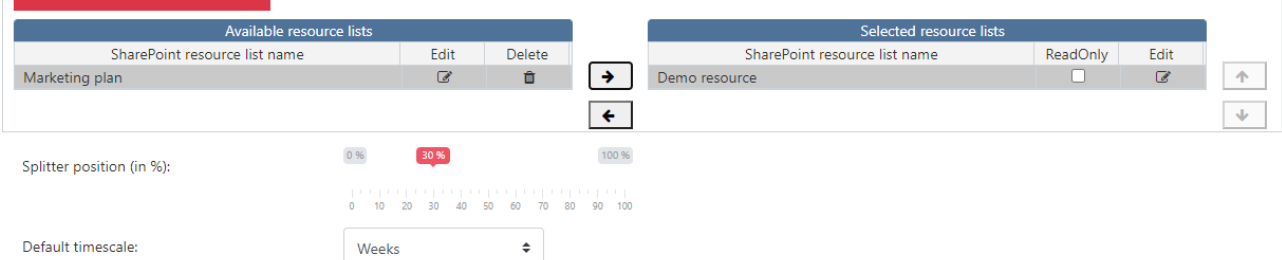 Available resource lists
SharePoint resource list name Edit Delete
Marketing plan
Selected resource lists
SharePoint resource list name ReadOnly Edit
Demo resource
Splitter position (in %):
0 % 30 % 100 %
0 10 20 30 40 50 60 70 80 90 100
Default timescale:
Weeks